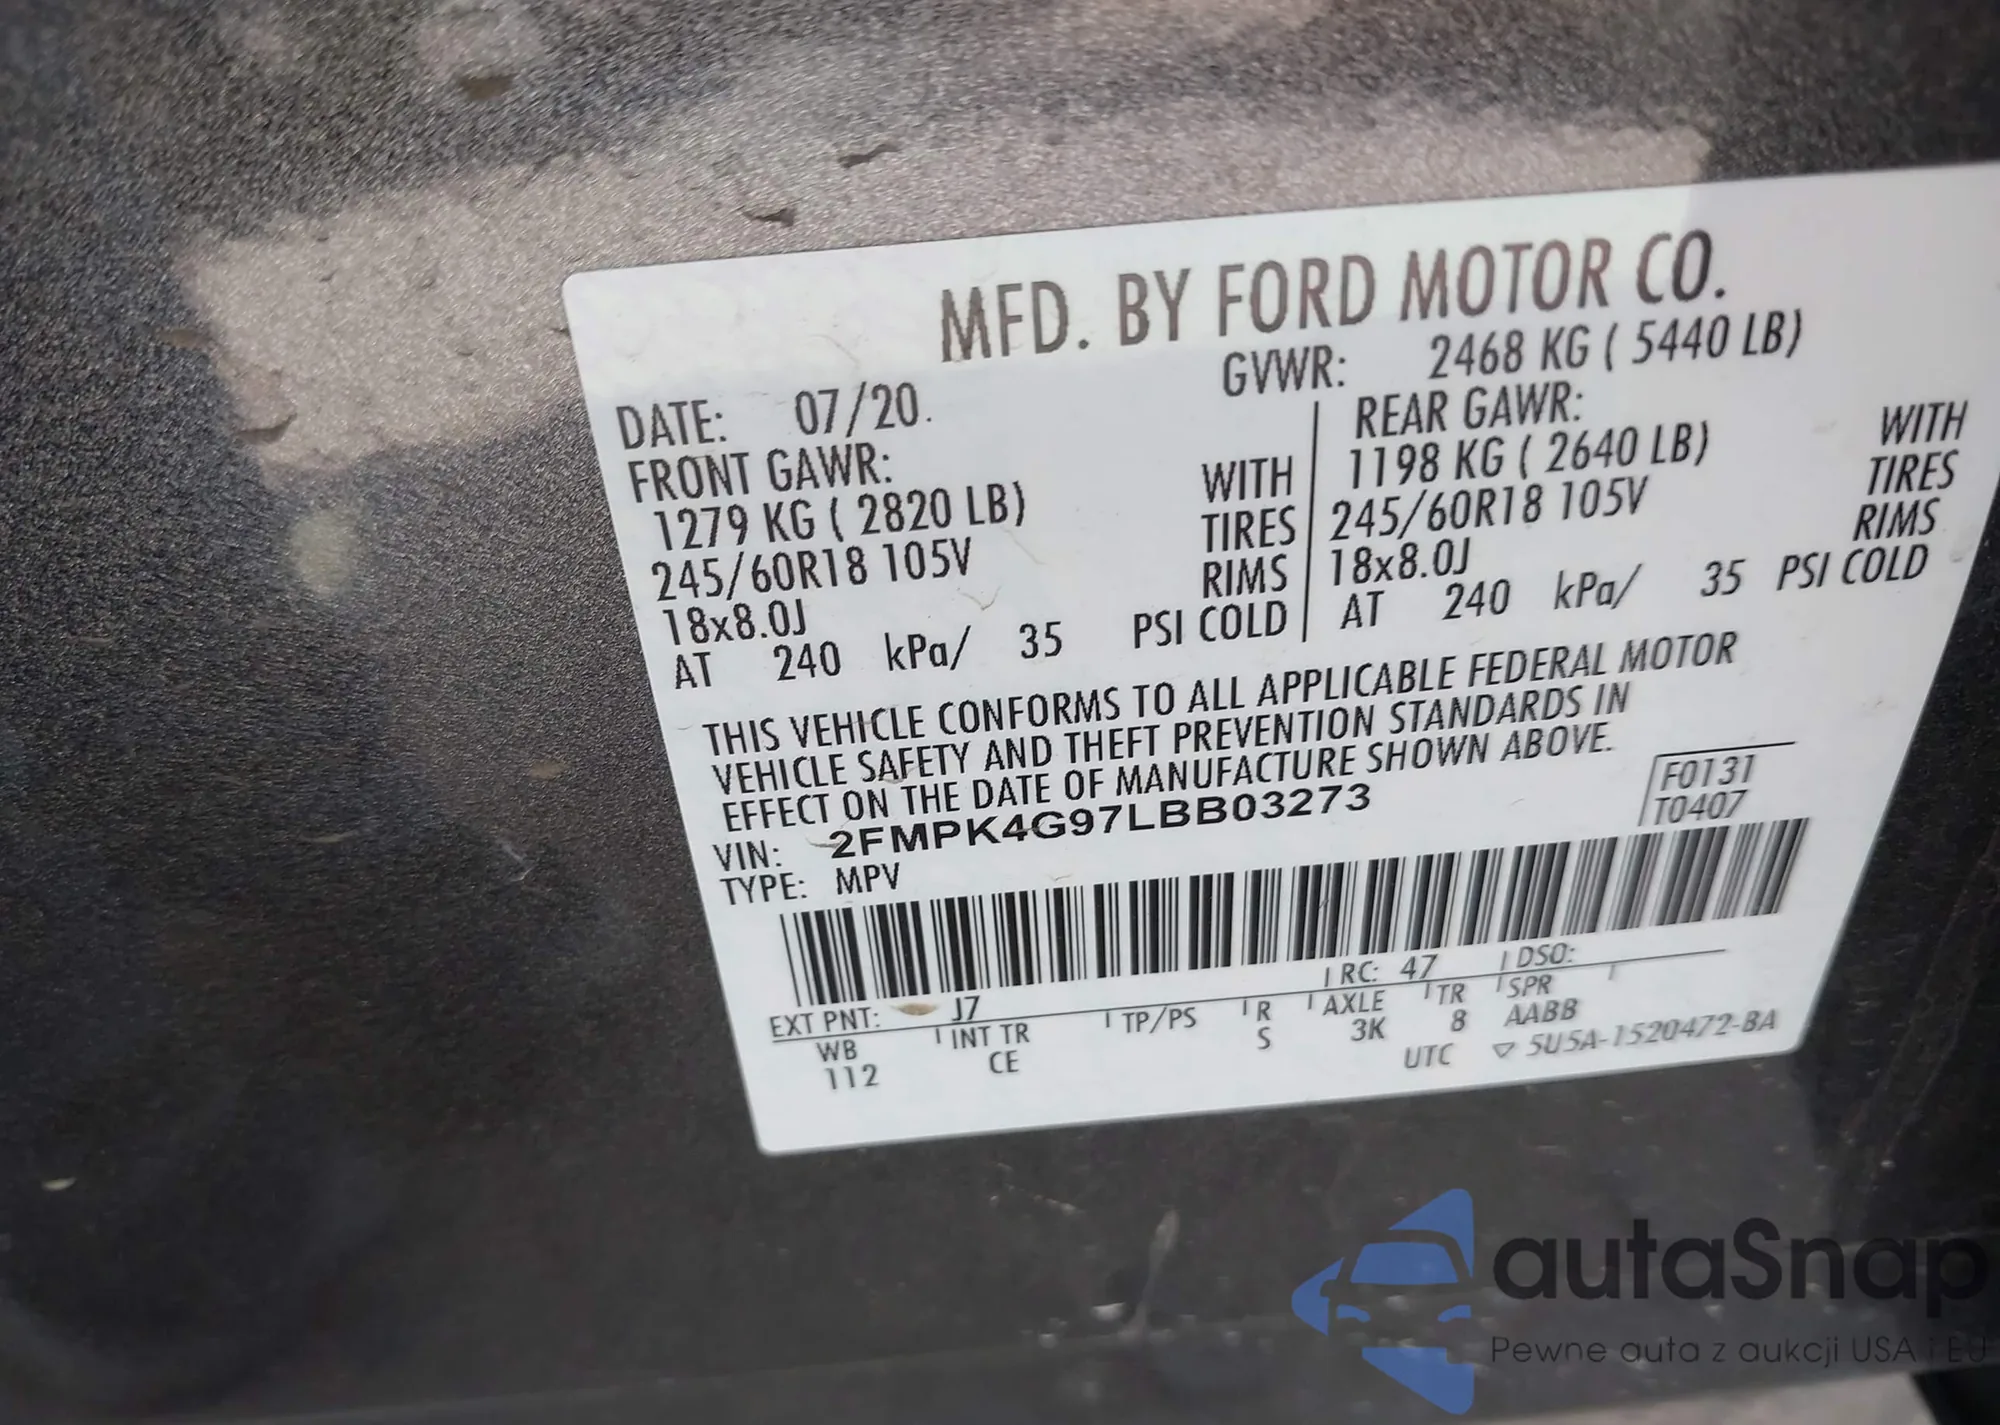 MFD. BY FORD MOTOR CO.
DATE: 07/20. GVWR: 2468 KG ( 5440 LB)
FRONT GAWR: REAR GAWR:
1279 KG ( 2820 LB) WITH 1198 KG ( 2640 LB) WITH
245/60R18 105V TIRES 245/60R18 105V TIRES
18x8.0J RIMS 18x8.0J RIMS
AT 240 kPa/ 35 PSI COLD AT 240 kPa/ 35 PSI COLD
THIS VEHICLE CONFORMS TO ALL APPLICABLE FEDERAL MOTOR
VEHICLE SAFETY AND THEFT PREVENTION STANDARDS IN
EFFECT ON THE DATE OF MANUFACTURE SHOWN ABOVE.
F0131
VIN: 2FMPK4G97LBB03273 T0407
TYPE: MPV
EXT PNT: J7 RC: 47 DSO:
WB INT TR TP/PS R AXLE TR SPR
112 CE S 3K 8 AABB
UTC ▽ 5U5A-1520472-BA
autaSnap
Pewne auta z aukcji USA i EU